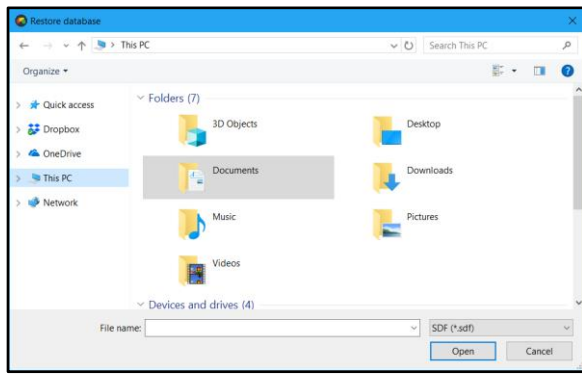 Restore database
This PC
Search This PC
Organize
?
Quick access
Dropbox
OneDrive
This PC
Network
Folders (7)
3D Objects
Desktop
Documents
Downloads
Music
Pictures
Videos
Devices and drives (4)
File name:
SDF (*.sdf)
Open
Cancel